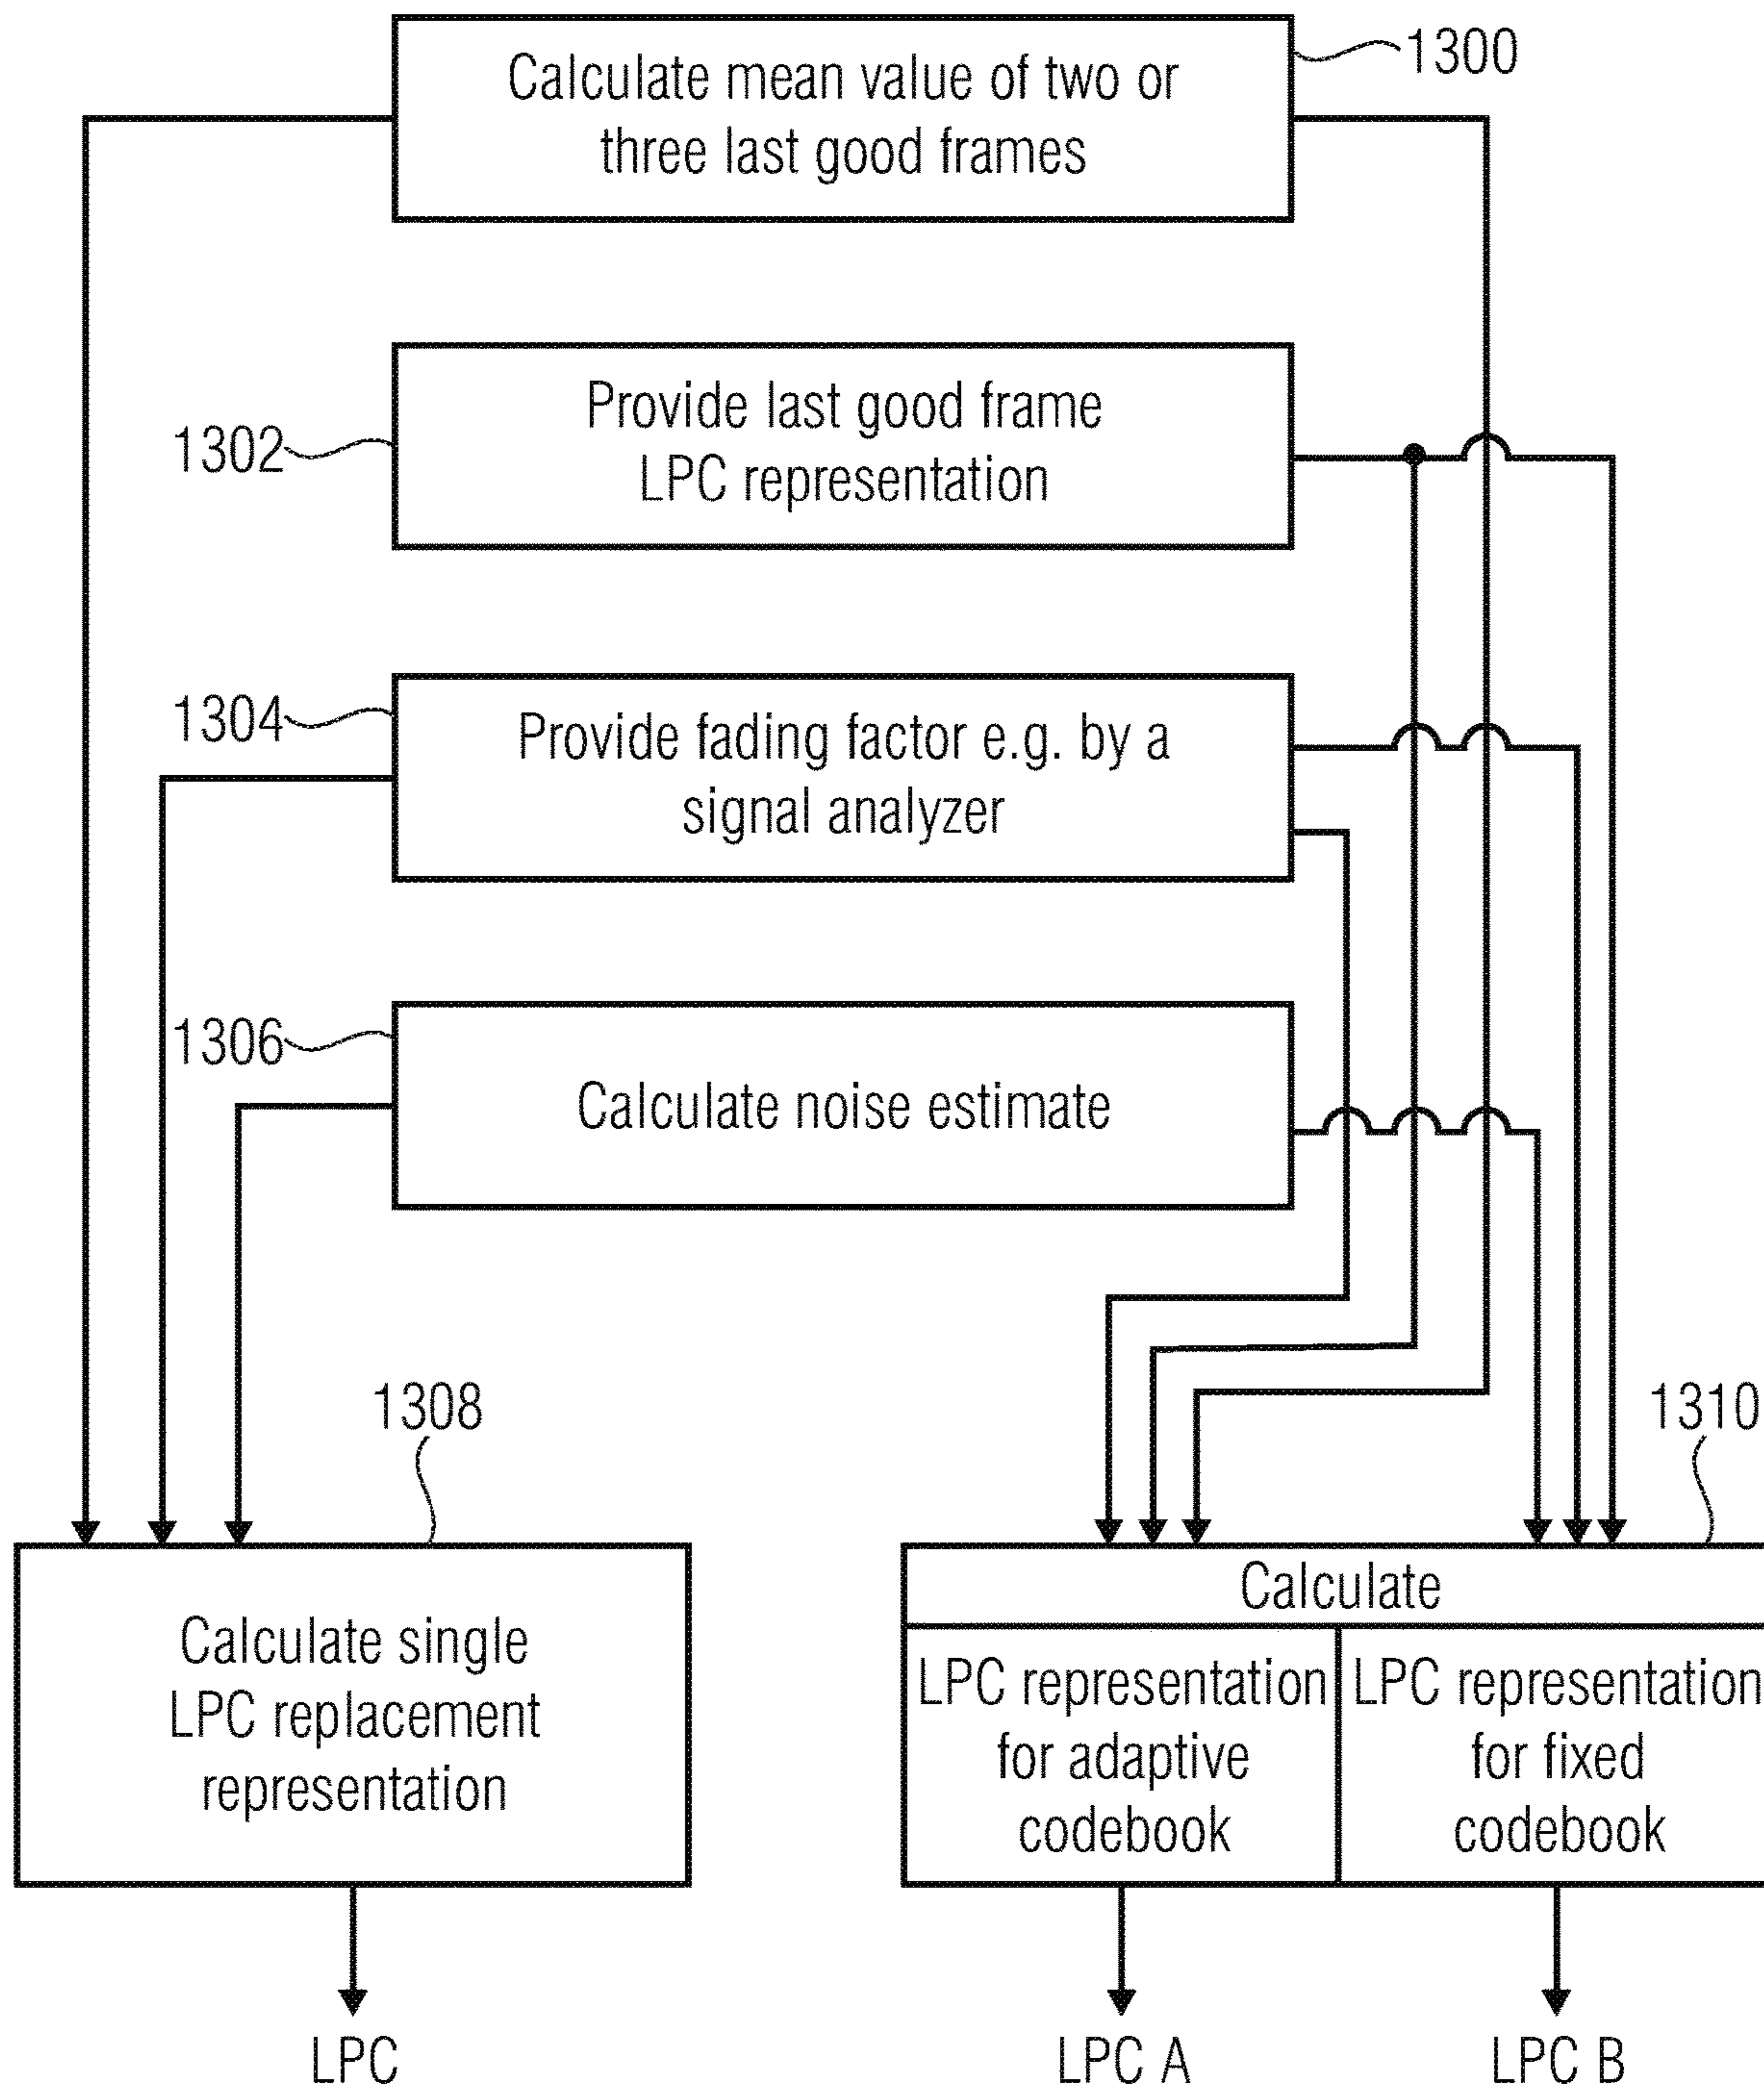 Calculate mean value of two or
three last good frames
1300
Provide last good frame
LPC representation
1302
1304
Provide fading factor e.g. by a
signal analyzer
1306
Calculate noise estimate
1308
1310
Calculate single
LPC replacement
representation
Calculate
LPC representation
for adaptive
codebook
LPC representation
for fixed
codebook
LPC
LPC A
LPC B